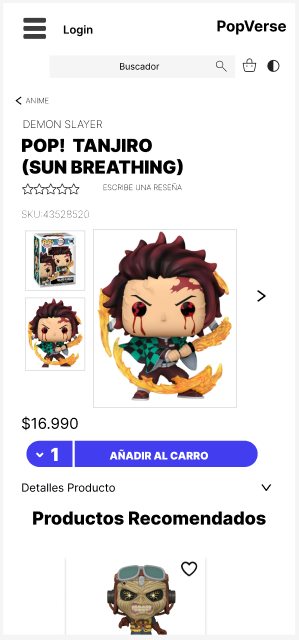 Login
PopVerse
Buscador
ANIME
DEMON SLAYER
POP! TANJIRO
(SUN BREATHING)
ESCRIBE UNA RESEÑA
SKU:43528520
$16.990
1
AÑADIR AL CARRO
Detalles Producto
Productos Recomendados